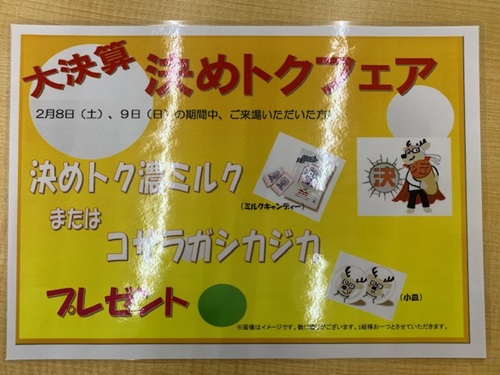 大決算
決めトクフェア
2月8日（土）、9日（日）の期間中、ご来場いただいた方
決めトク濃ミルク
(ミルクキャンディー)
決
または
コザラガシカジカ
(小皿)
プレゼント
※画像はイメージです。数に限りがございます。1組様お一つとさせていただきます。